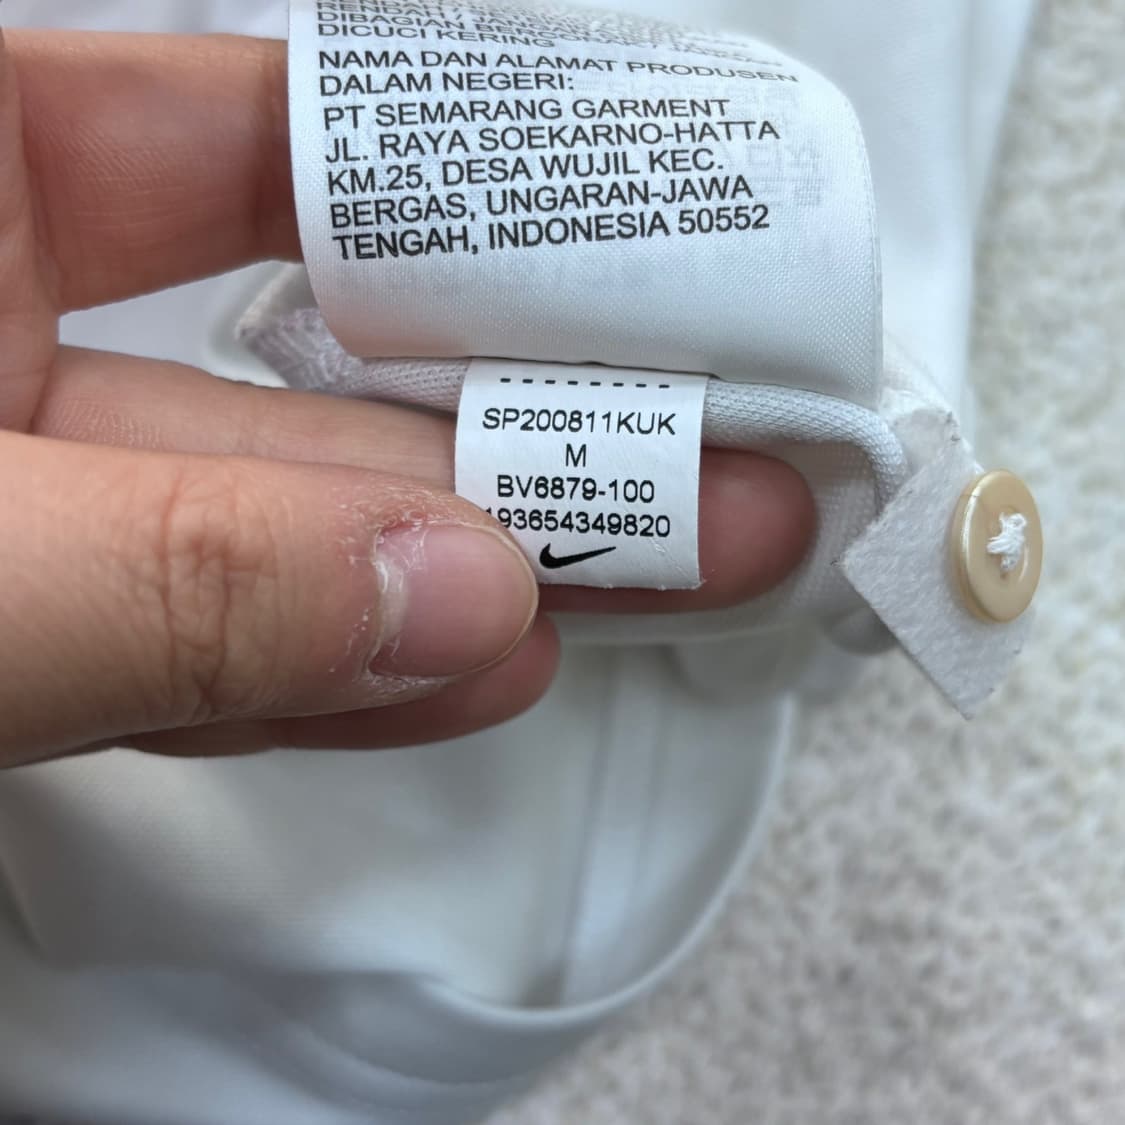 DICUCI KERING
NAMA DAN ALAMAT PRODUSEN
DALAM NEGERI:
PT SEMARANG GARMENT
JL. RAYA SOEKARNO-HATTA
KM.25, DESA WUJIL KEC.
BERGAS, UNGARAN-JAWA
TENGAH, INDONESIA 50552
SP200811KUK
M
BV6879-100
193654349820